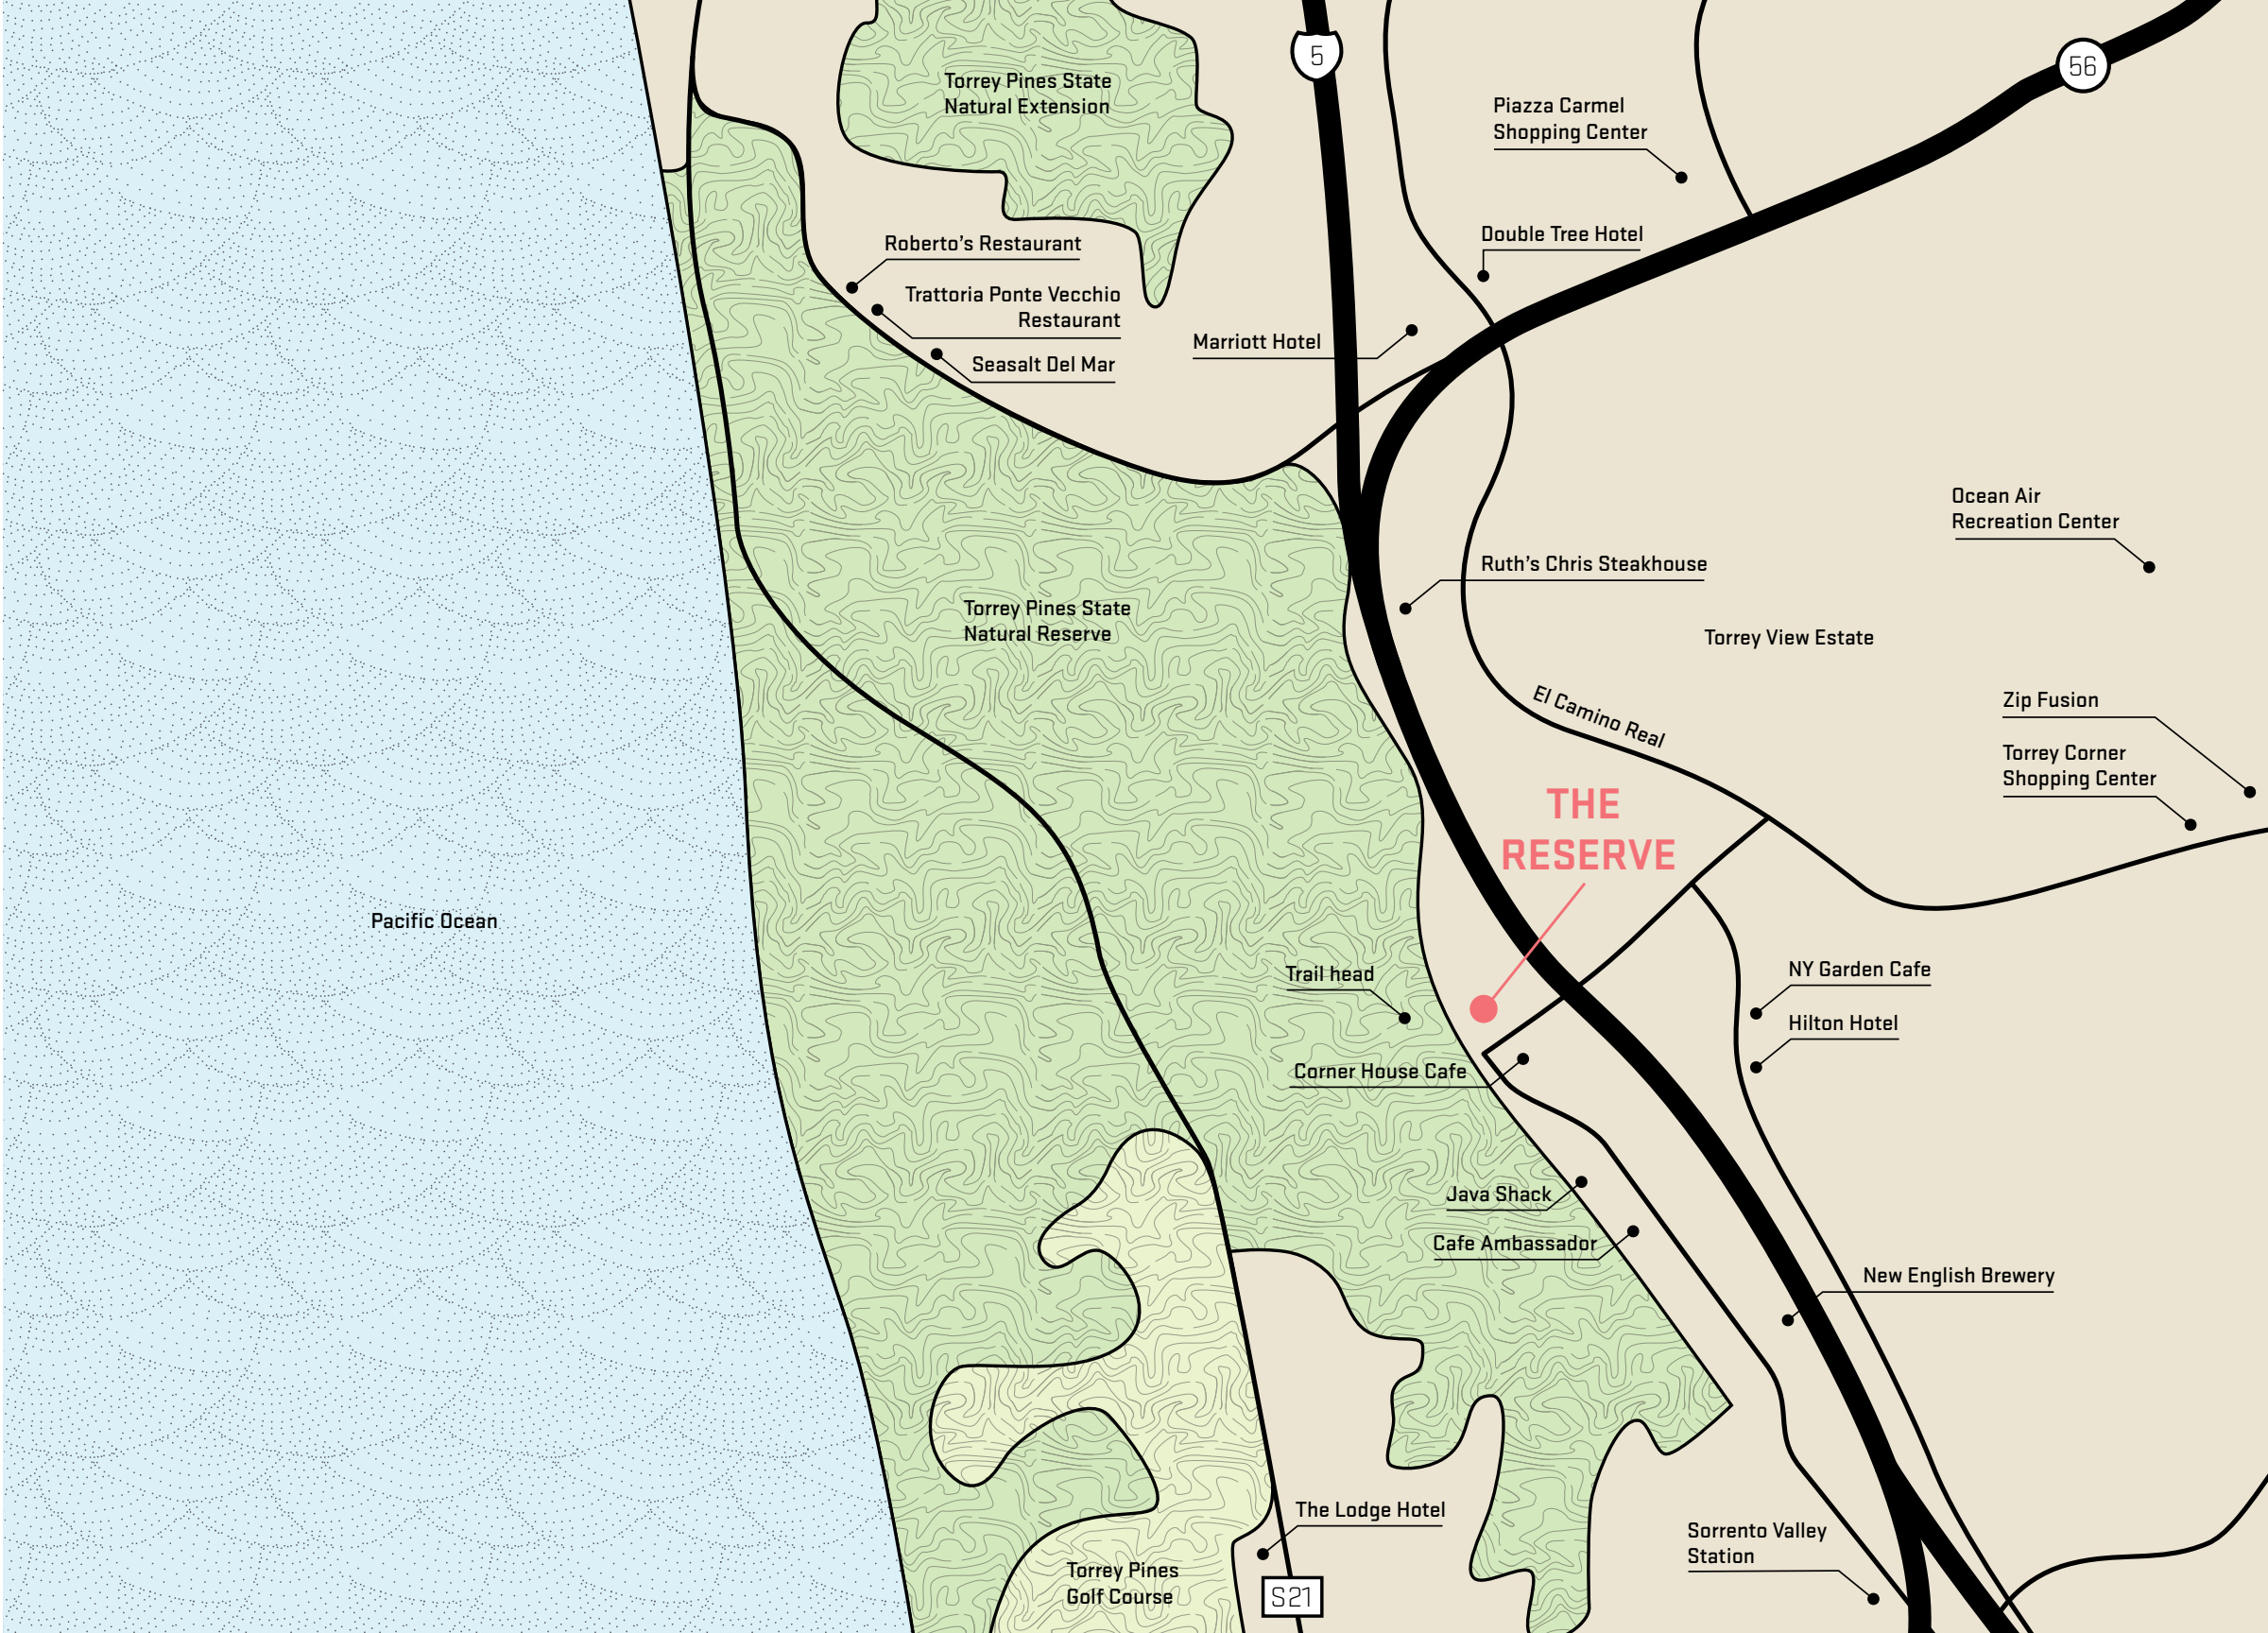 5
56
Torrey Pines State
Natural Extension
Piazza Carmel
Shopping Center
Double Tree Hotel
Roberto's Restaurant
Trattoria Ponte Vecchio
Restaurant
Marriott Hotel
Seasalt Del Mar
Ocean Air
Recreation Center
Ruth's Chris Steakhouse
Torrey Pines State
Natural Reserve
Torrey View Estate
El Camino Real
Zip Fusion
Torrey Corner
Shopping Center
THE
RESERVE
Pacific Ocean
Trail head
NY Garden Cafe
Hilton Hotel
Corner House Cafe
Java Shack
Cafe Ambassador
New English Brewery
The Lodge Hotel
Sorrento Valley
Station
Torrey Pines
Golf Course
S21